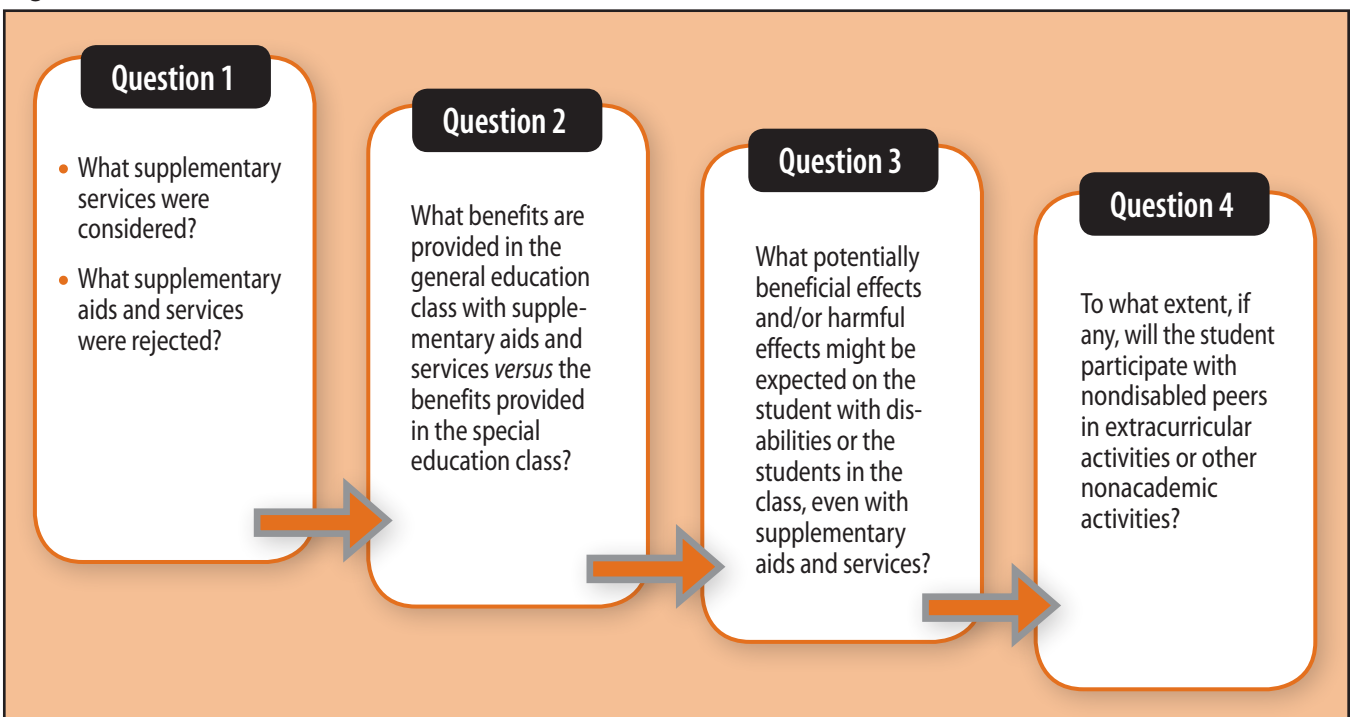 Question 1
• What supplementary
services were
considered?
• What supplementary
aids and services
were rejected?
Question 2
What benefits are
provided in the
general education
class with supple-
mentary aids and
services versus the
benefits provided
in the special
education class?
Question 3
What potentially
beneficial effects
and/or harmful
effects might be
expected on the
student with dis-
abilities or the
students in the
class, even with
supplementary
aids and services?
Question 4
To what extent, if
any, will the student
participate with
nondisabled peers
in extracurricular
activities or other
nonacademic
activities?